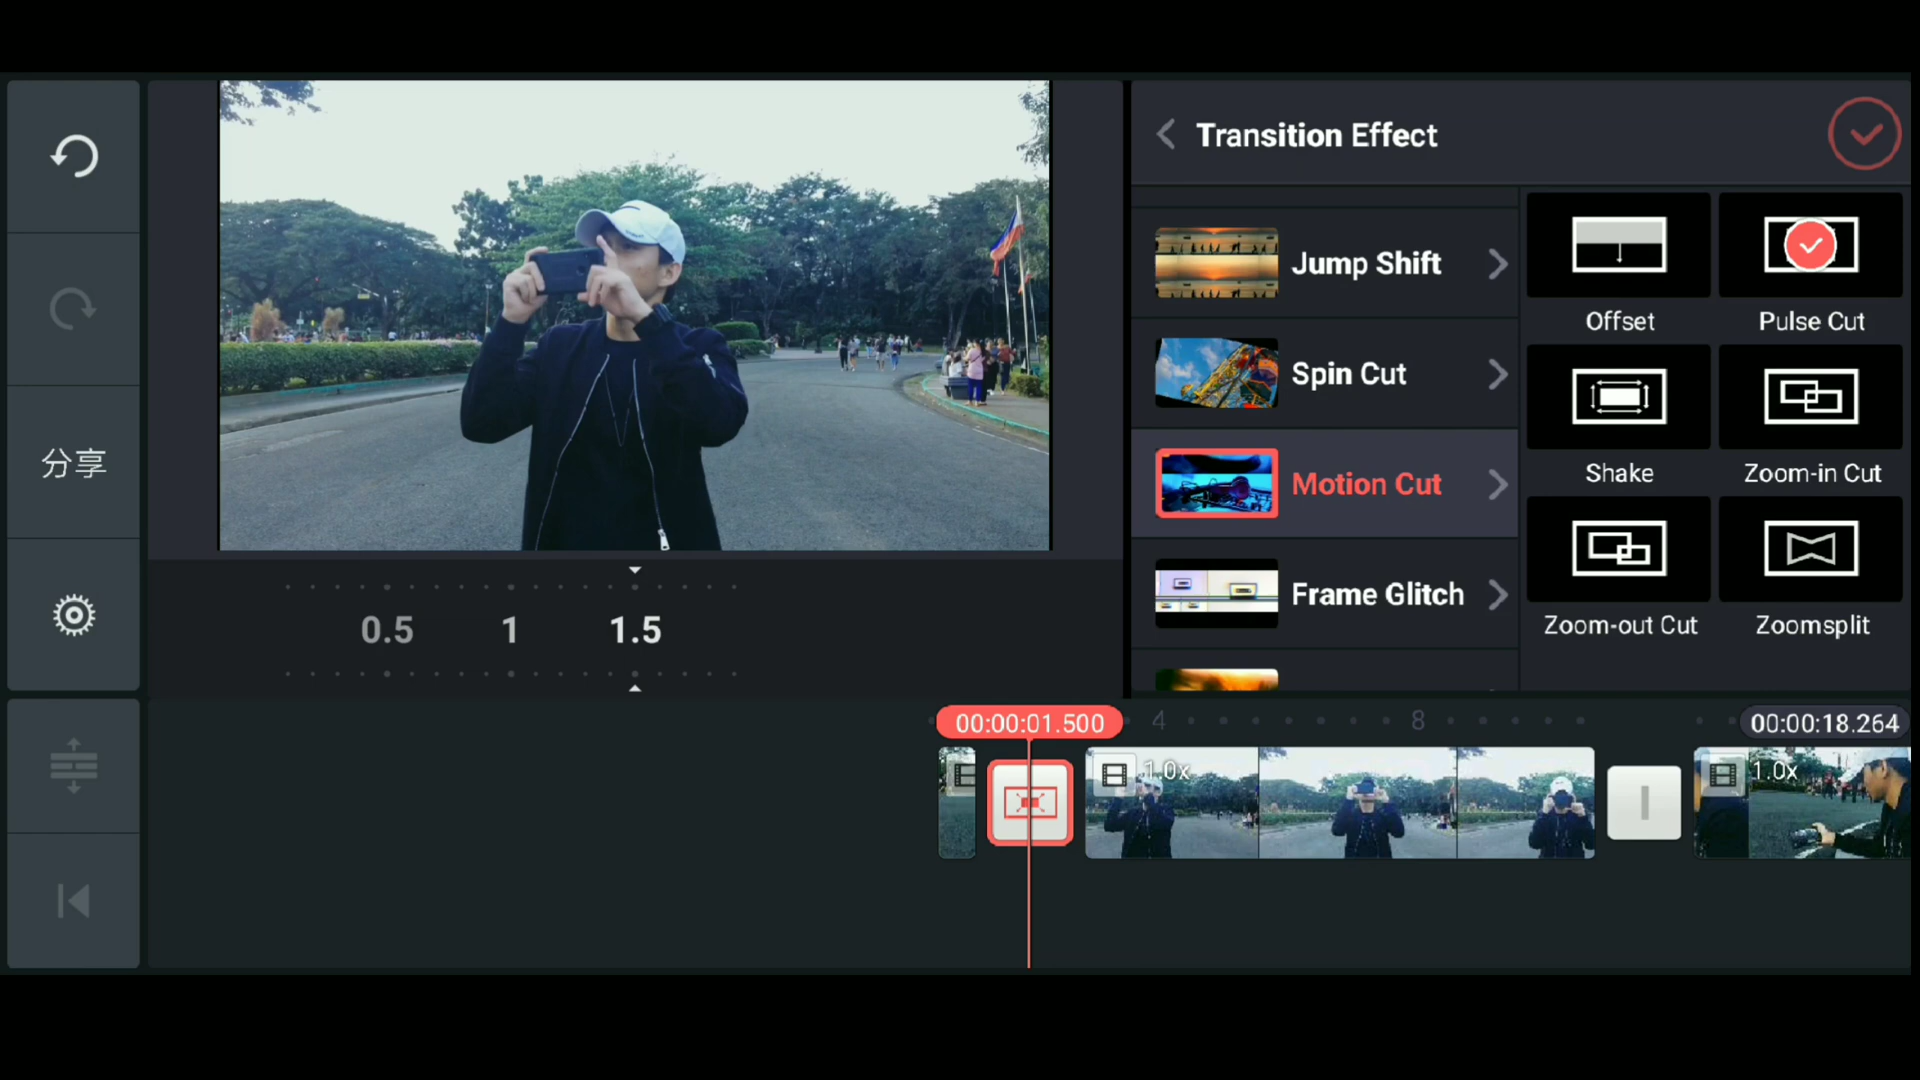 Transition Effect
Jump Shift
Spin Cut
Motion Cut
Frame Glitch
Offset
Pulse Cut
Shake
Zoom-in Cut
Zoom-out Cut
Zoomsplit
分享
0.5 1 1.5
00:00:01.500 4 8 00:00:18.264
1.0x 1.0x